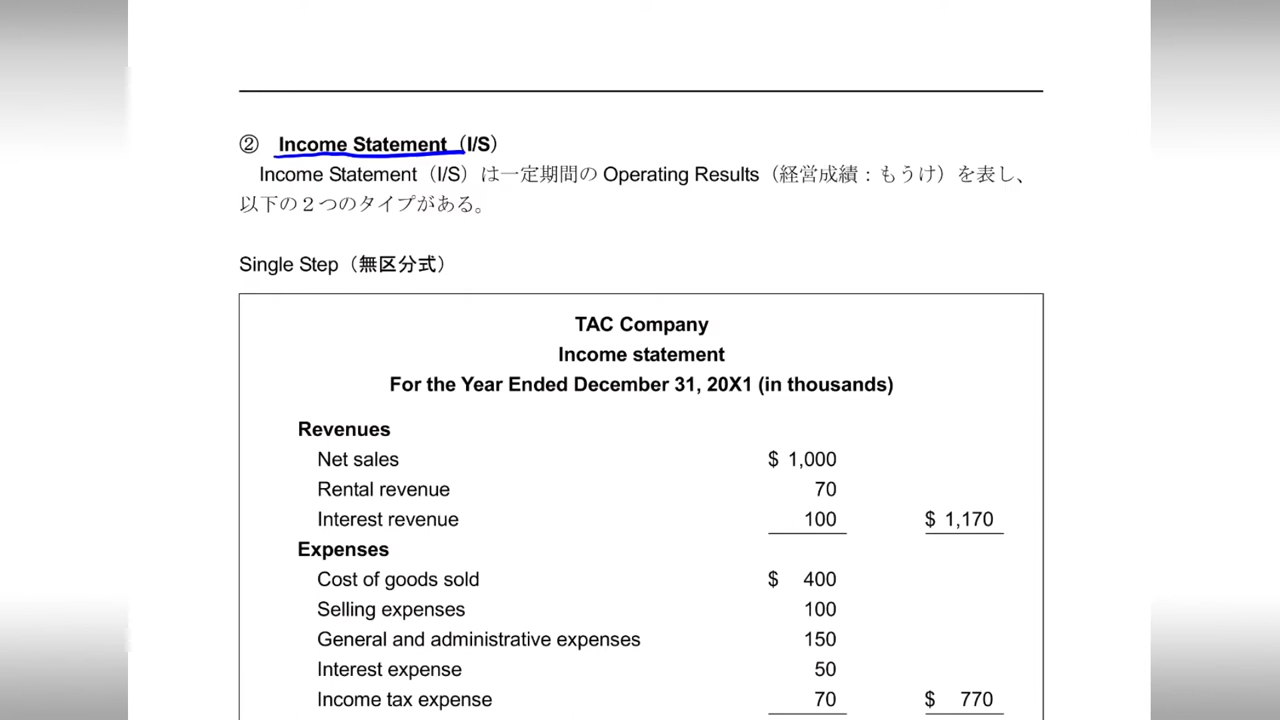 ② Income Statement（I/S）
Income Statement（I/S）は一定期間の Operating Results（経営成績：もうけ）を表し、
以下の２つのタイプがある。
Single Step（無区分式）
TAC Company
Income statement
For the Year Ended December 31, 20X1 (in thousands)
Revenues
Net sales $ 1,000
Rental revenue 70
Interest revenue 100 $ 1,170
Expenses
Cost of goods sold $ 400
Selling expenses 100
General and administrative expenses 150
Interest expense 50
Income tax expense 70 $ 770